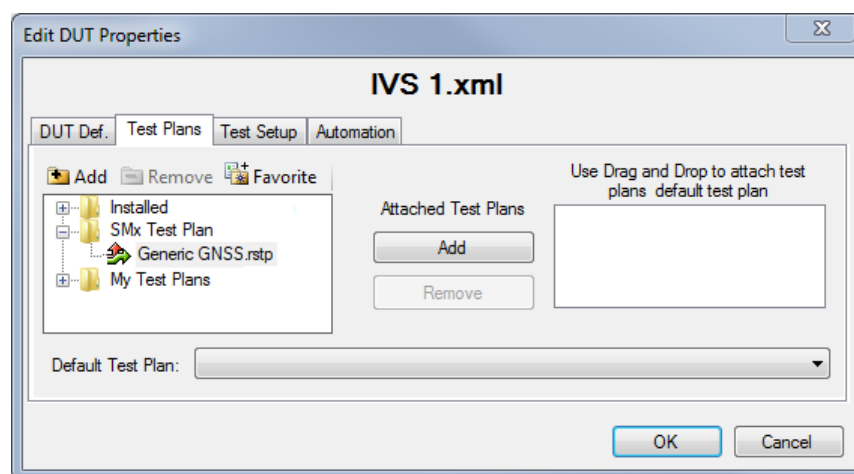 Edit DUT Properties
IVS 1.xml
DUT Def. Test Plans Test Setup Automation
Add Remove Favorite
Installed
SMx Test Plan
Generic GNSS.rstp
My Test Plans
Attached Test Plans
Add
Remove
Use Drag and Drop to attach test
plans default test plan
Default Test Plan:
OK Cancel